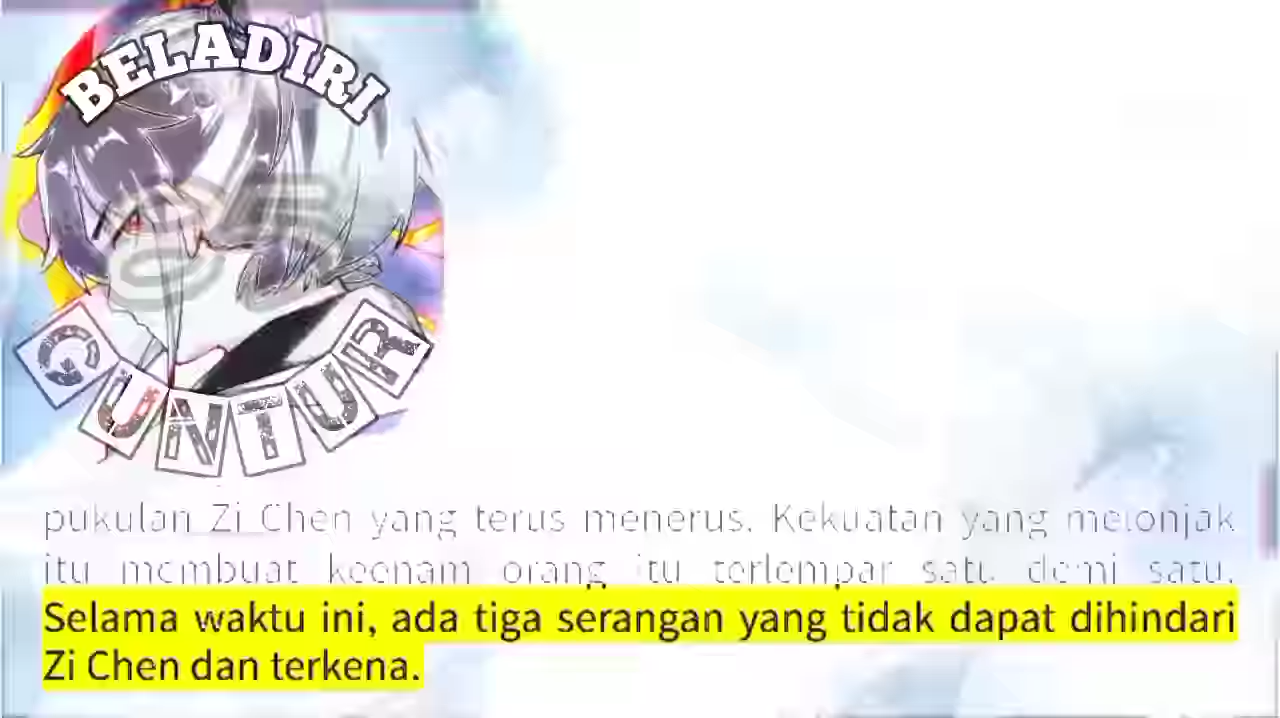 BELADIRI
GUNTUR
pukulan Zi Chen yang terus menerus. Kekuatan yang melonjak
itu membuat keenam orang itu terlempar satu demi satu.
Selama waktu ini, ada tiga serangan yang tidak dapat dihindari
Zi Chen dan terkena.